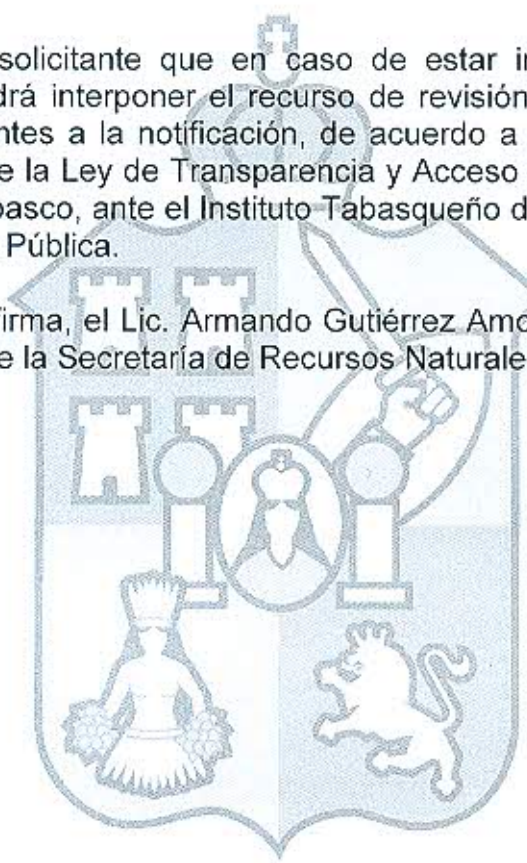 solicitante que en caso de estar in
drá interponer el recurso de revisión
ntes a la notificación, de acuerdo a
e la Ley de Transparencia y Acceso
basco, ante el Instituto Tabasqueño d
Pública.
firma, el Lic. Armando Gutiérrez Amo
e la Secretaría de Recursos Naturale